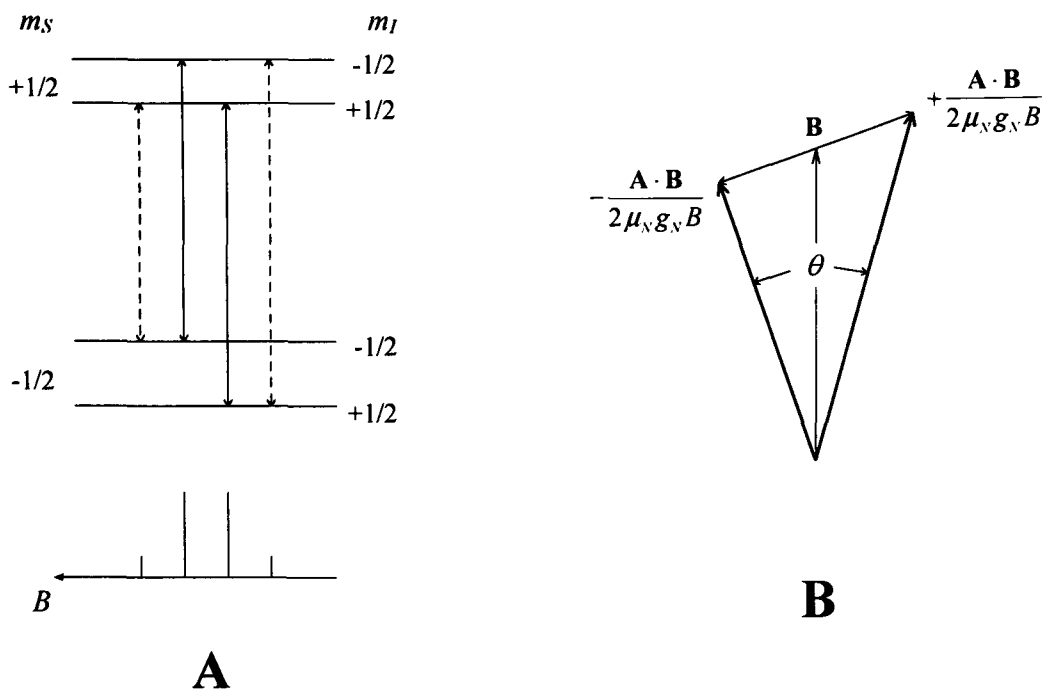 m_S m_I
-1/2
+1/2
+1/2
-1/2
-1/2
+1/2
B
A
B
+ A · B / 2μ_N g_N B
- A · B / 2μ_N g_N B
θ
B